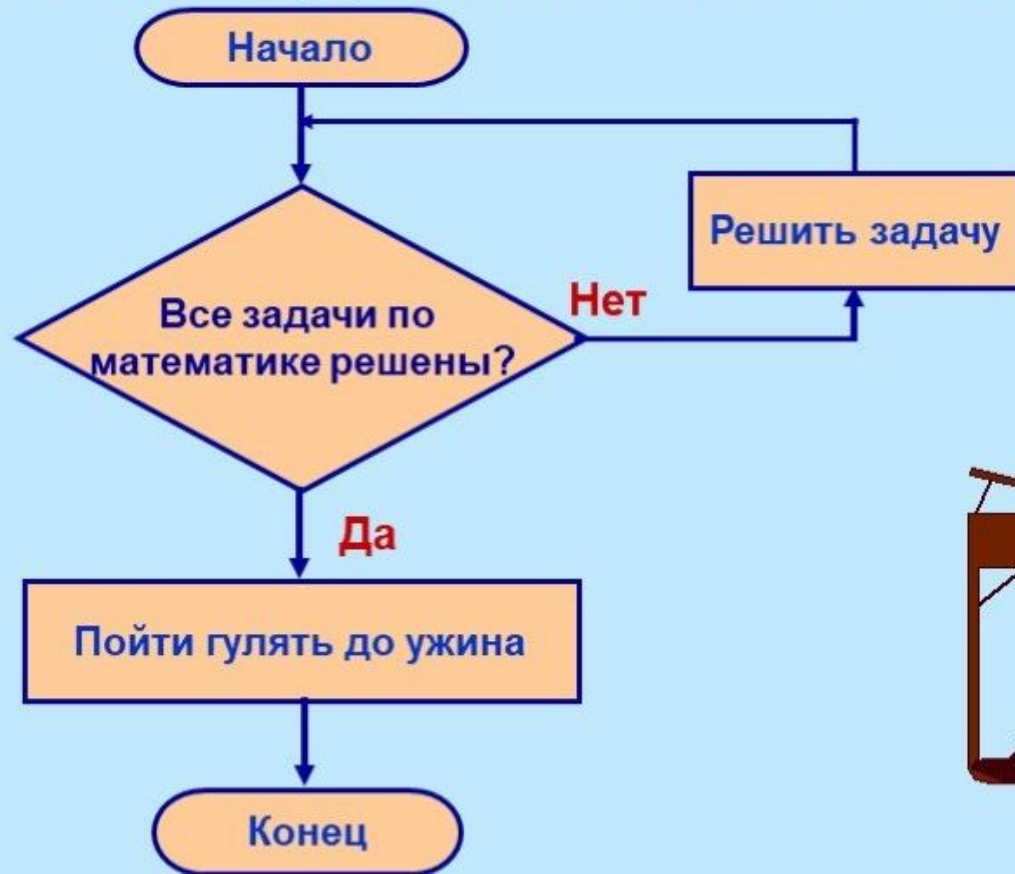 Начало
Решить задачу
Нет
Все задачи по
математике решены?
Да
Пойти гулять до ужина
Конец